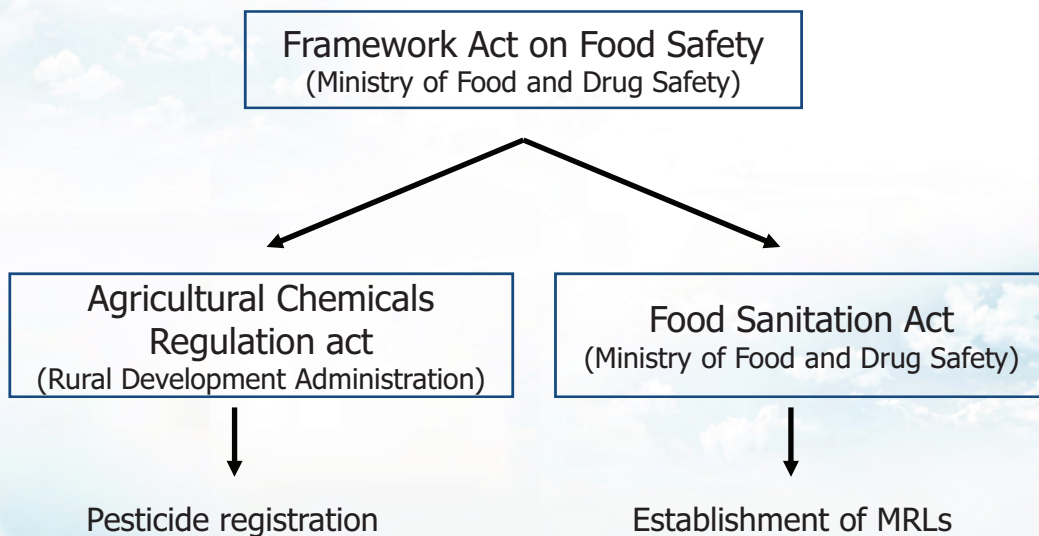 Framework Act on Food Safety
(Ministry of Food and Drug Safety)
Agricultural Chemicals
Regulation act
(Rural Development Administration)
Food Sanitation Act
(Ministry of Food and Drug Safety)
Pesticide registration
Establishment of MRLs